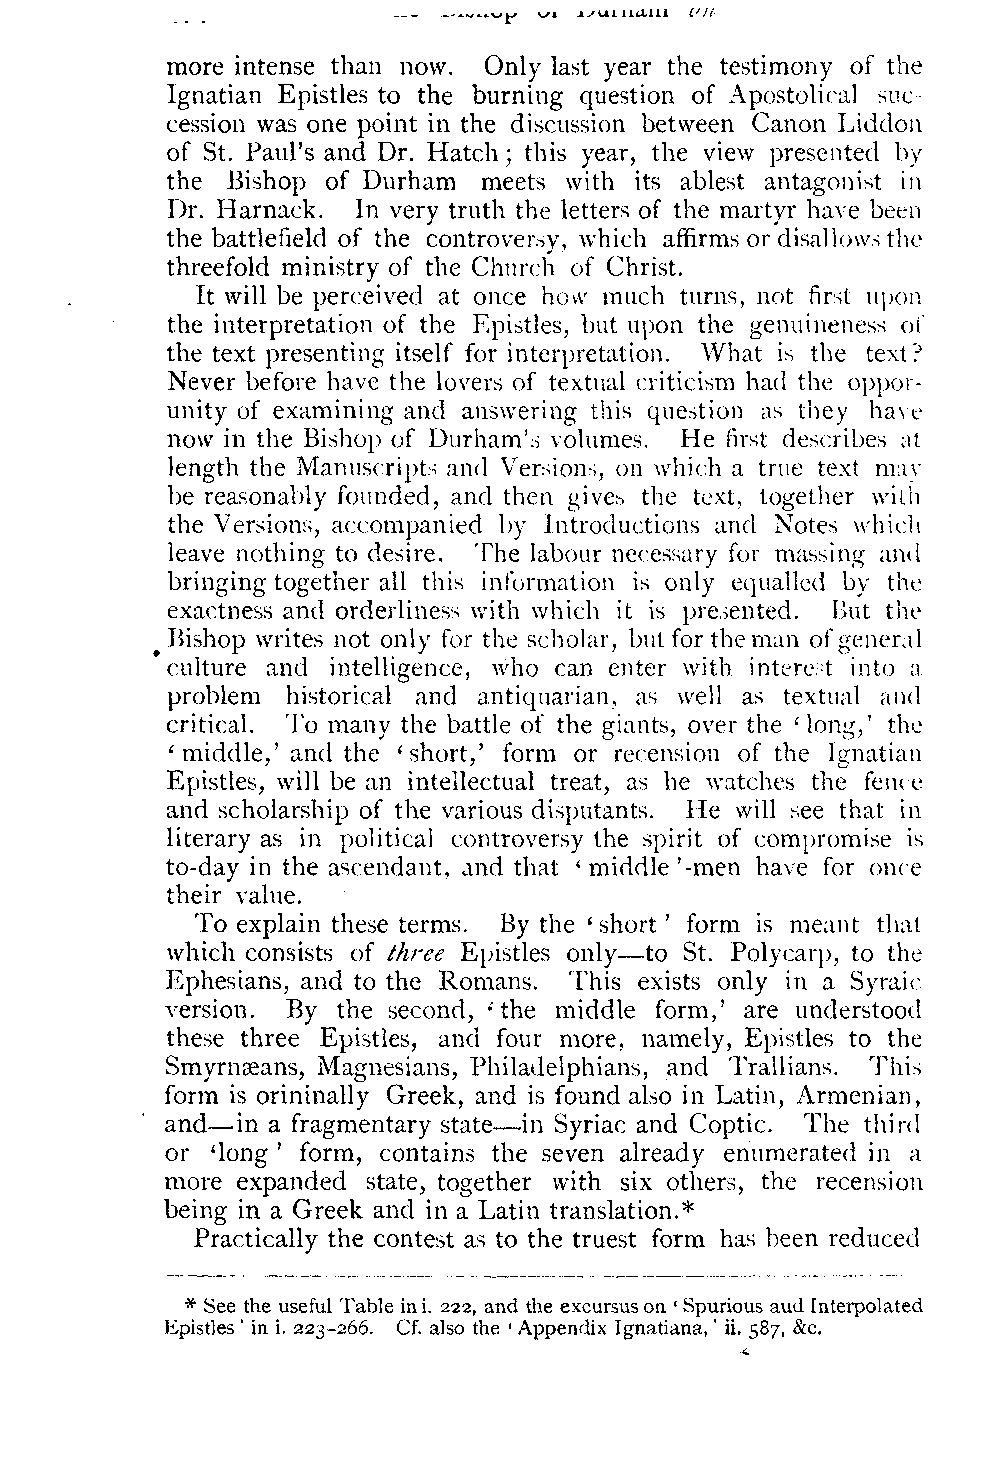 Bishop of Durham on
more intense than now. Only last year the testimony of the
Ignatian Epistles to the burning question of Apostolical suc-
cession was one point in the discussion between Canon Liddon
of St. Paul's and Dr. Hatch; this year, the view presented by
the Bishop of Durham meets with its ablest antagonist in
Dr. Harnack. In very truth the letters of the martyr have been
the battlefield of the controversy, which affirms or disallows the
threefold ministry of the Church of Christ.
It will be perceived at once how much turns, not first upon
the interpretation of the Epistles, but upon the genuineness of
the text presenting itself for interpretation. What is the text?
Never before have the lovers of textual criticism had the oppor-
unity of examining and answering this question as they have
now in the Bishop of Durham's volumes. He first describes at
length the Manuscripts and Versions, on which a true text may
be reasonably founded, and then gives the text, together with
the Versions, accompanied by Introductions and Notes which
leave nothing to desire. The labour necessary for massing and
bringing together all this information is only equalled by the
exactness and orderliness with which it is presented. But the
Bishop writes not only for the scholar, but for the man of general
culture and intelligence, who can enter with interest into a
problem historical and antiquarian, as well as textual and
critical. To many the battle of the giants, over the ‘long,’ the
‘middle,’ and the ‘short,’ form or recension of the Ignatian
Epistles, will be an intellectual treat, as he watches the fence
and scholarship of the various disputants. He will see that in
literary as in political controversy the spirit of compromise is
to-day in the ascendant, and that ‘middle’-men have for once
their value.
To explain these terms. By the ‘short’ form is meant that
which consists of three Epistles only—to St. Polycarp, to the
Ephesians, and to the Romans. This exists only in a Syraic
version. By the second, ‘the middle form,’ are understood
these three Epistles, and four more, namely, Epistles to the
Smyrnæans, Magnesians, Philadelphians, and Trallians. This
form is orininally Greek, and is found also in Latin, Armenian,
and—in a fragmentary state—in Syriac and Coptic. The third
or ‘long’ form, contains the seven already enumerated in a
more expanded state, together with six others, the recension
being in a Greek and in a Latin translation.*
Practically the contest as to the truest form has been reduced
* See the useful Table in i. 222, and the excursus on ‘Spurious aud Interpolated
Epistles’ in i. 223-266. Cf. also the ‘Appendix Ignatiana,’ ii. 587, &c.